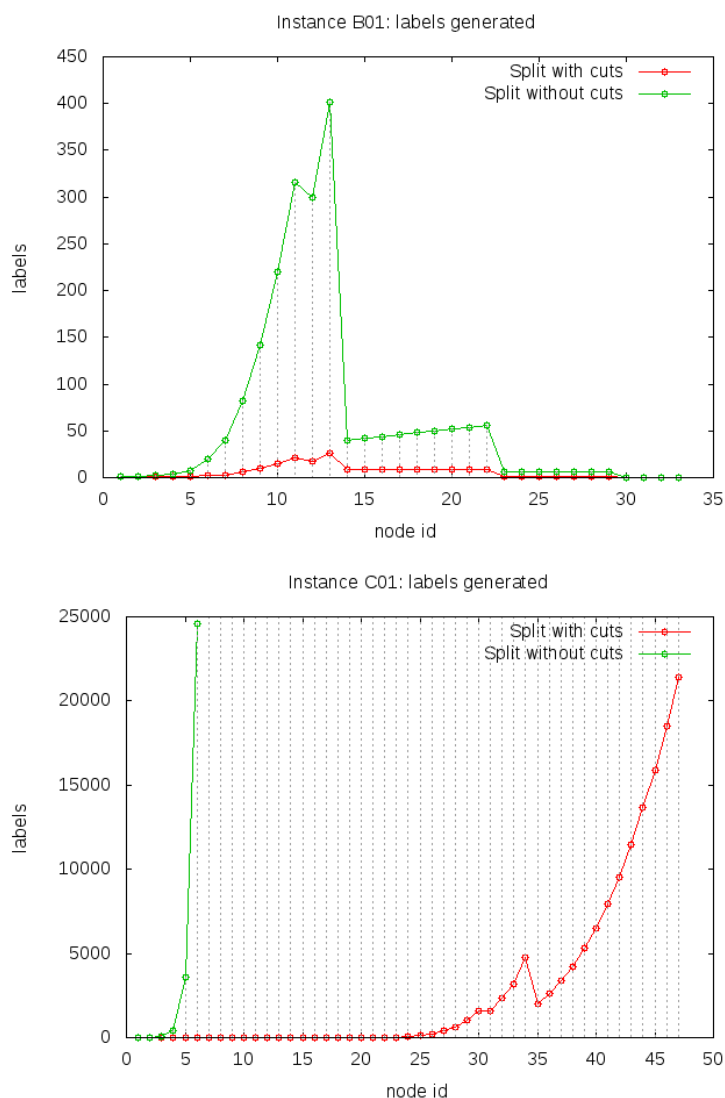 Instance B01: labels generated
450
400
350
300
250
200
150
100
50
0
labels
Split with cuts
Split without cuts
0 5 10 15 20 25 30 35
node id
Instance C01: labels generated
25000
20000
15000
10000
5000
0
labels
Split with cuts
Split without cuts
0 5 10 15 20 25 30 35 40 45 50
node id